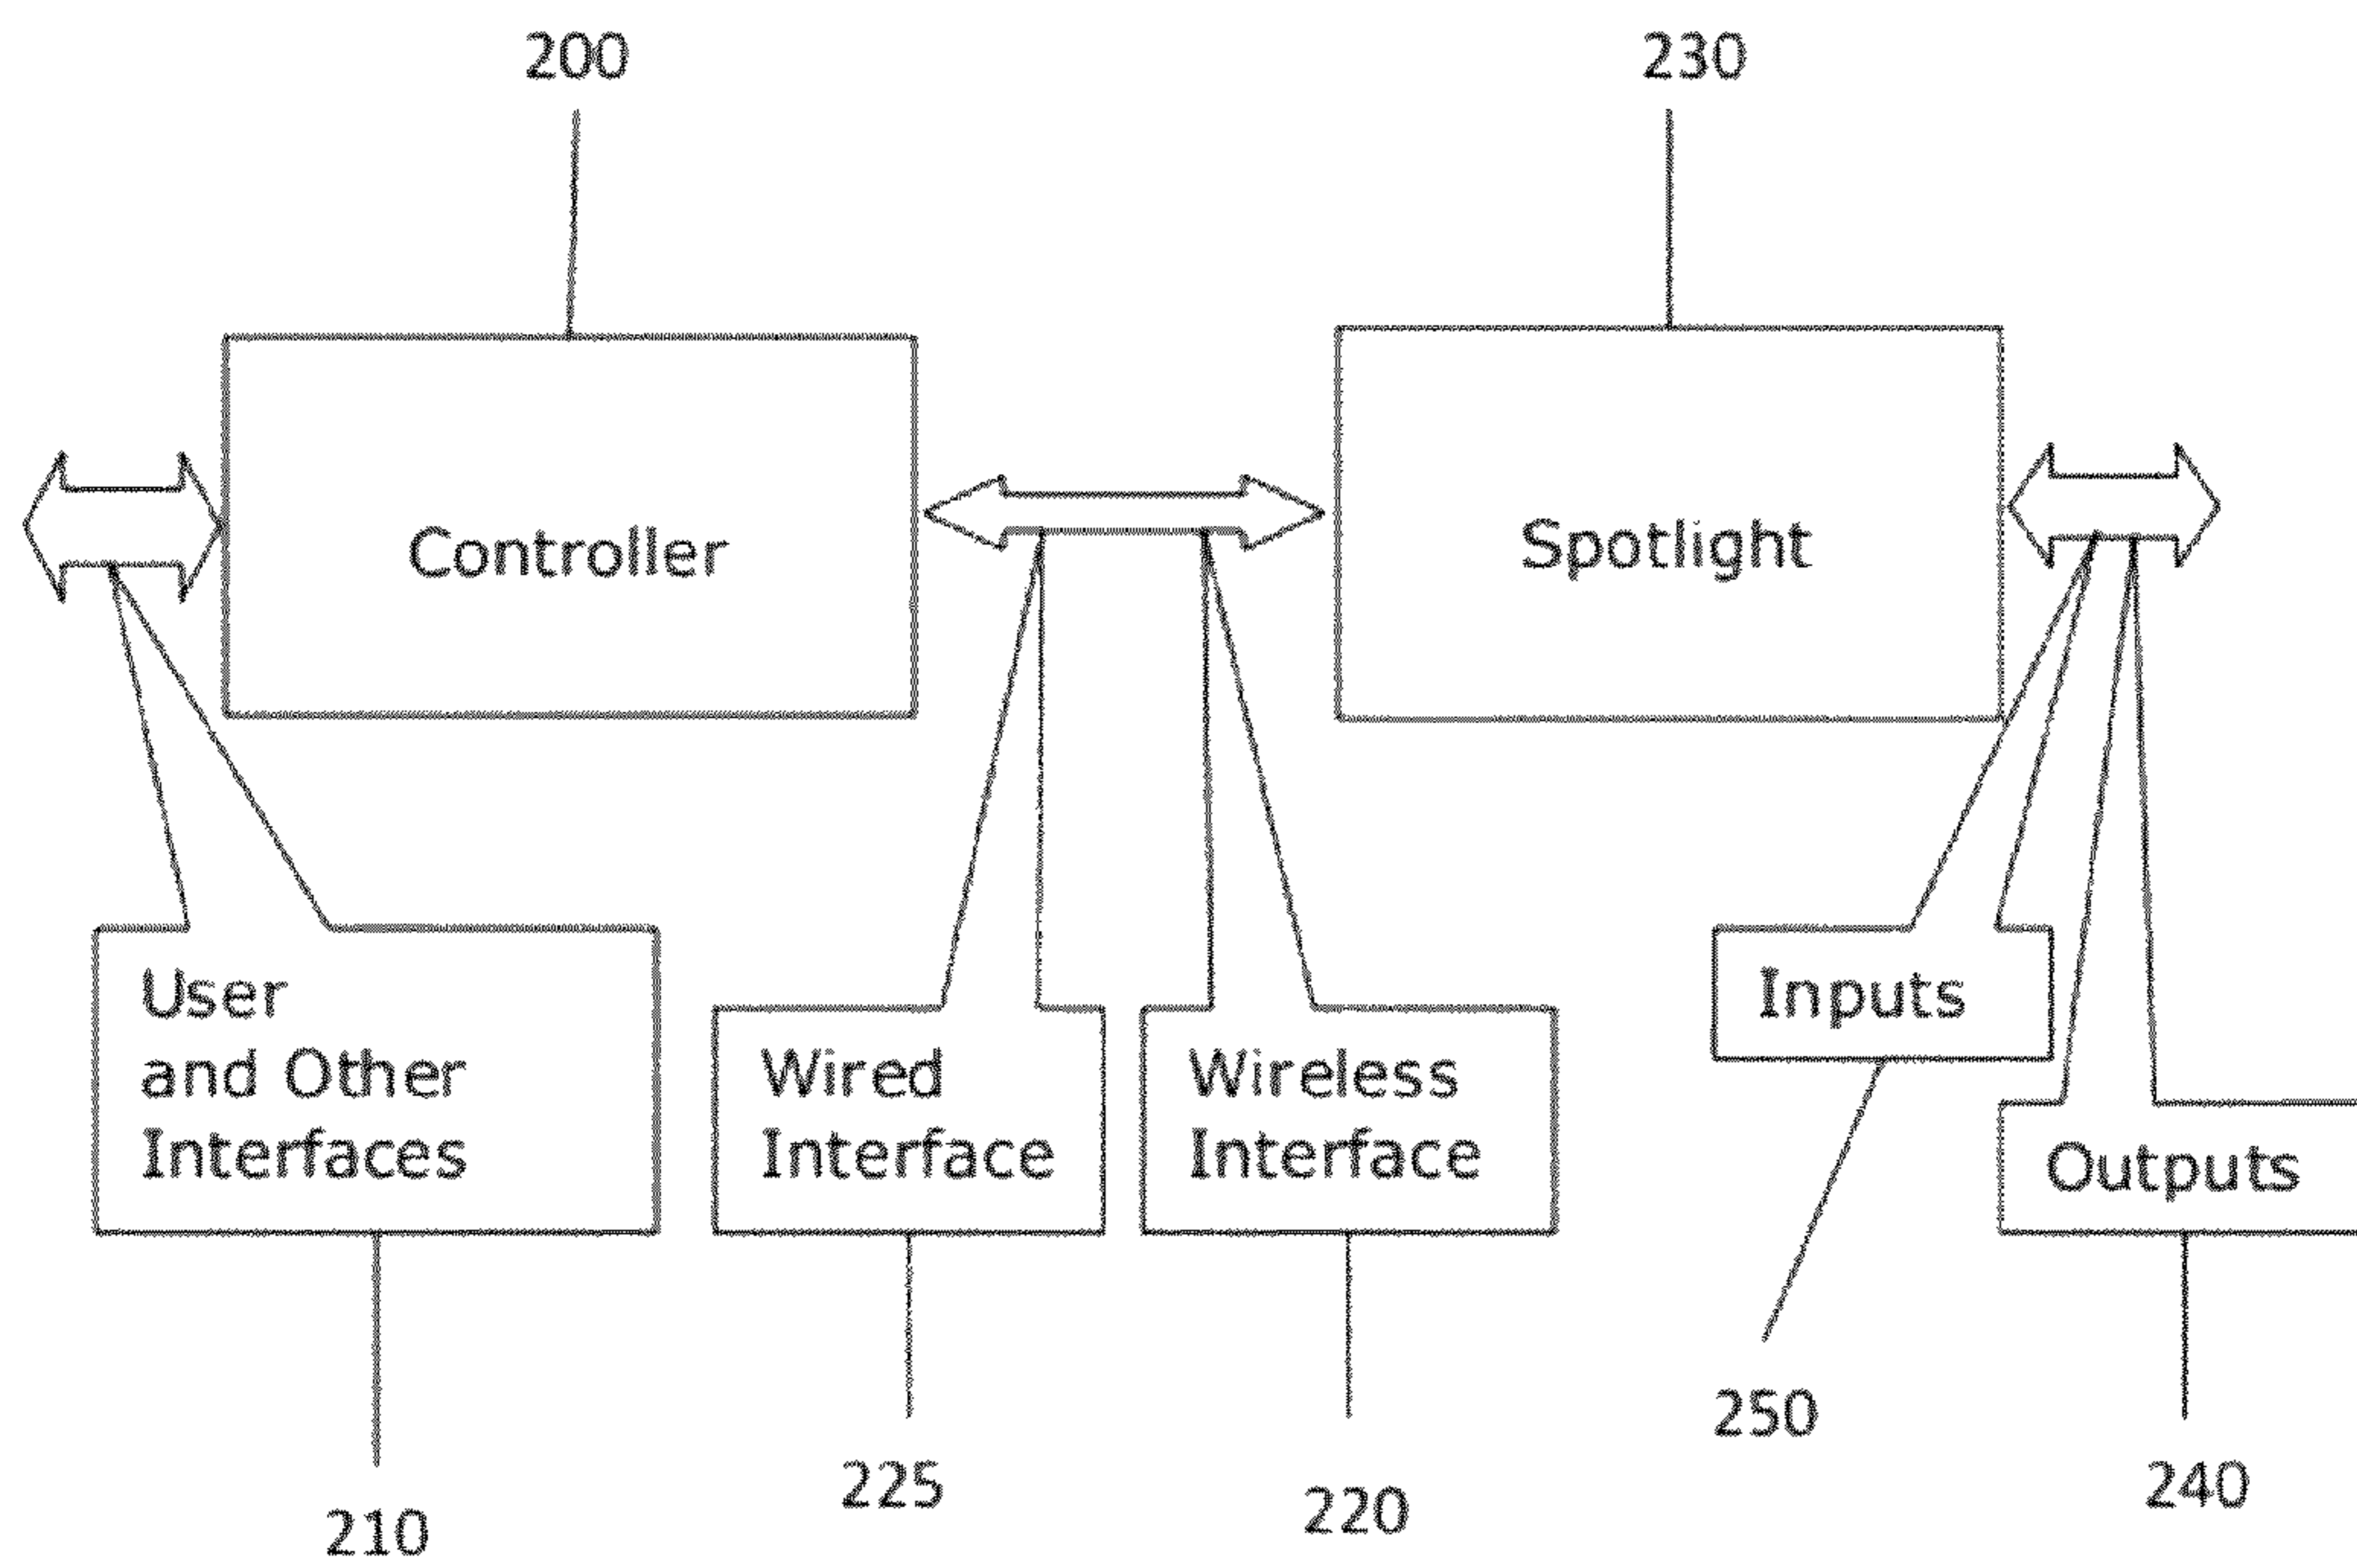 200
230
Controller
Spotlight
User
and Other
Interfaces
Wired
Interface
Wireless
Interface
Inputs
Outputs
250
225
240
220
210